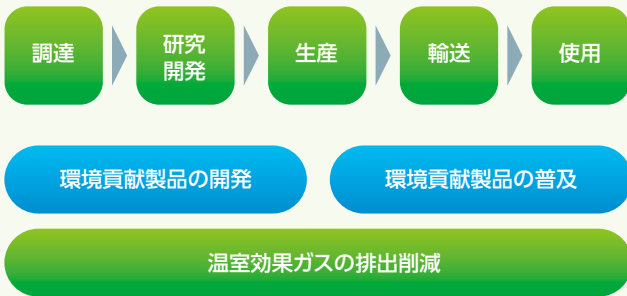 調達
研究
開発
生産
輸送
使用
環境貢献製品の開発
環境貢献製品の普及
温室効果ガスの排出削減